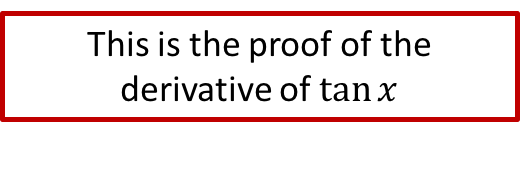 This is the proof of the
derivative of tan x